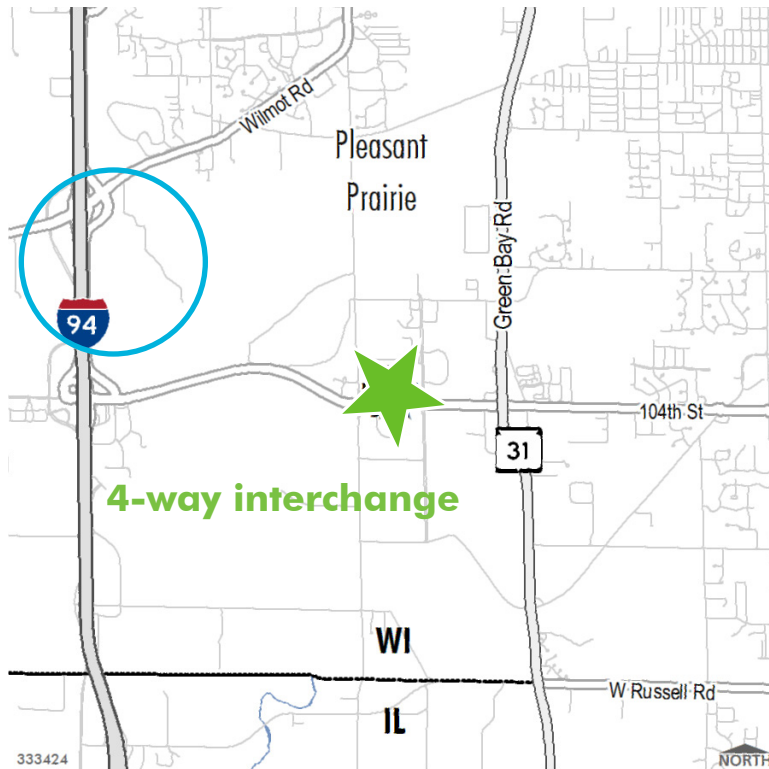 Wilmot Rd
Pleasant
Prairie
Green Bay Rd
94
104th St
31
4-way interchange
WI
W Russell Rd
IL
333424
NORTH